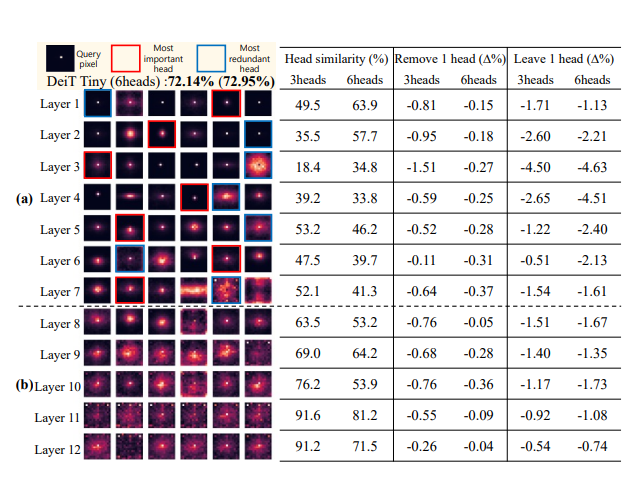 Query pixel
Most important head
Most redundant head
DeiT Tiny (6heads) :72.14% (72.95%)
Head similarity (%) Remove 1 head (Δ%) Leave 1 head (Δ%)
3heads 6heads 3heads 6heads 3heads 6heads
Layer 1 49.5 63.9 -0.81 -0.15 -1.71 -1.13
Layer 2 35.5 57.7 -0.95 -0.18 -2.60 -2.21
Layer 3 18.4 34.8 -1.51 -0.27 -4.50 -4.63
(a) Layer 4 39.2 33.8 -0.59 -0.25 -2.65 -4.51
Layer 5 53.2 46.2 -0.52 -0.28 -1.22 -2.40
Layer 6 47.5 39.7 -0.11 -0.31 -0.51 -2.13
Layer 7 52.1 41.3 -0.64 -0.37 -1.54 -1.61
Layer 8 63.5 53.2 -0.76 -0.05 -1.51 -1.67
Layer 9 69.0 64.2 -0.68 -0.28 -1.40 -1.35
(b) Layer 10 76.2 53.9 -0.76 -0.36 -1.17 -1.73
Layer 11 91.6 81.2 -0.55 -0.09 -0.92 -1.08
Layer 12 91.2 71.5 -0.26 -0.04 -0.54 -0.74